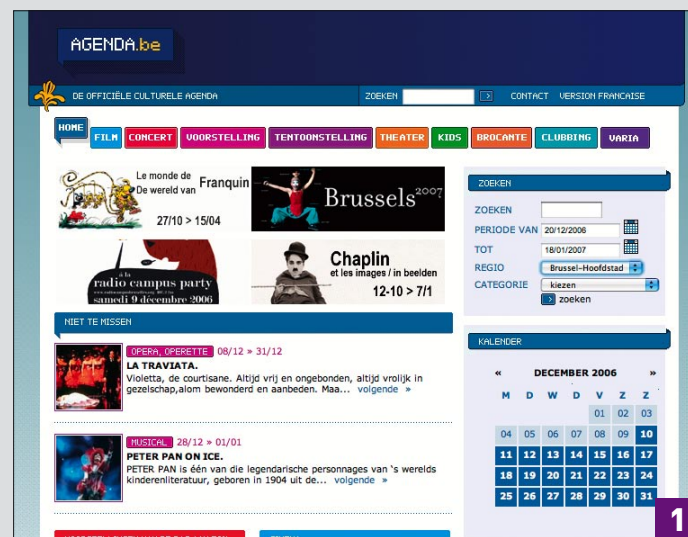 AGENDA.be
DE OFFICIËLE CULTURELE AGENDA
ZOEKEN
CONTACT VERSION FRANCAISE
HOME FILM CONCERT VOORSTELLING TENTOONSTELLING THEATER KIDS BROCANTE CLUBBING VARIA
Le monde de
De wereld van Franquin
27/10 > 15/04
Brussels2007
à la
radio campus party
samedi 9 décembre 2006
Chaplin
et les images / in beelden
12-10 > 7/1
NIET TE MISSEN
OPERA, OPERETTE 08/12 » 31/12
LA TRAVIATA.
Violetta, de courtisane. Altijd vrij en ongebonden, altijd vrolijk in
gezelschap,alom bewonderd en aanbeden. Maa... volgende »
MUSICAL 28/12 » 01/01
PETER PAN ON ICE.
PETER PAN is één van die legendarische personnages van `s werelds
kinderenliteratuur, geboren in 1904 uit de... volgende »
ZOEKEN
ZOEKEN
PERIODE VAN 20/12/2006
TOT 18/01/2007
REGIO Brussel-Hoofdstad
CATEGORIE kiezen
zoeken
KALENDER
« DECEMBER 2006 »
M D W D V Z Z
01 02 03
04 05 06 07 08 09 10
11 12 13 14 15 16 17
18 19 20 21 22 23 24
25 26 27 28 29 30 31
1